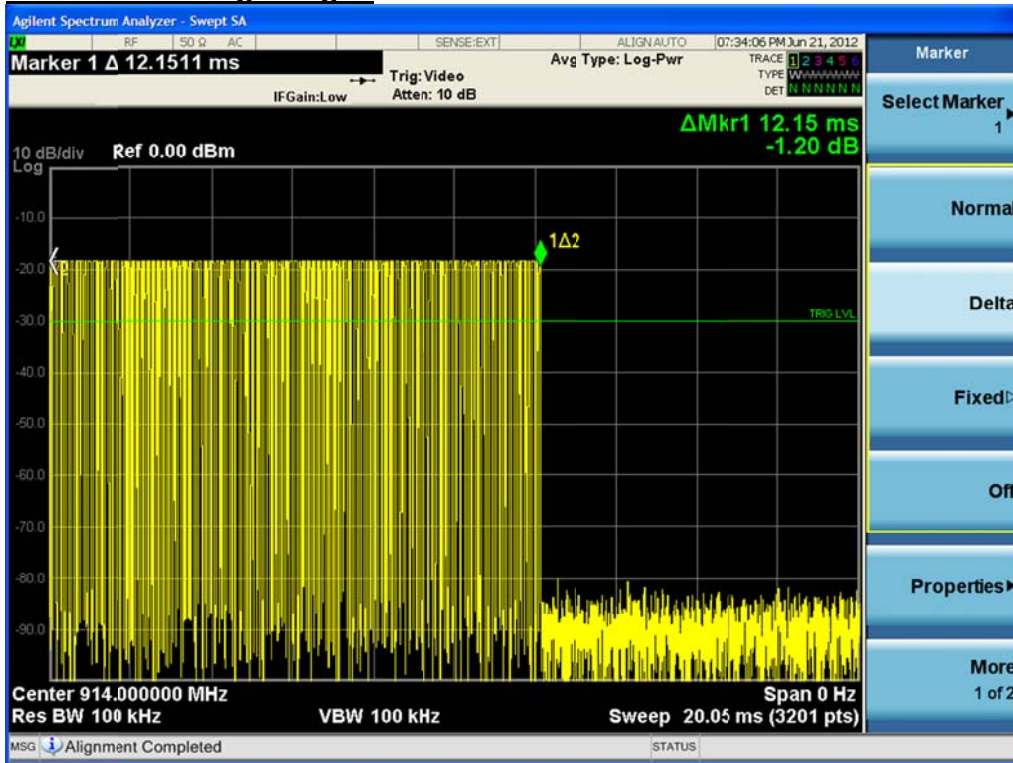 Agilent Spectrum Analyzer - Swept SA
LXI RF 50 Ω AC SENSE:EXT ALIGN AUTO 07:34:06 PM Jun 21, 2012
Marker 1 Δ 12.1511 ms
Trig: Video
IFGain:Low Atten: 10 dB
Avg Type: Log-Pwr
TRACE 1 2 3 4 5 6
TYPE W
DET N N N N N N
ΔMkr1 12.15 ms
-1.20 dB
10 dB/div Ref 0.00 dBm
Log
-10.0
-20.0
-30.0
-40.0
-50.0
-60.0
-70.0
-80.0
-90.0
1Δ2
TRIG LVL
Center 914.000000 MHz Span 0 Hz
Res BW 100 kHz VBW 100 kHz Sweep 20.05 ms (3201 pts)
MSG Alignment Completed STATUS
Marker
Select Marker
1
Normal
Delta
Fixed
Off
Properties
More
1 of 2